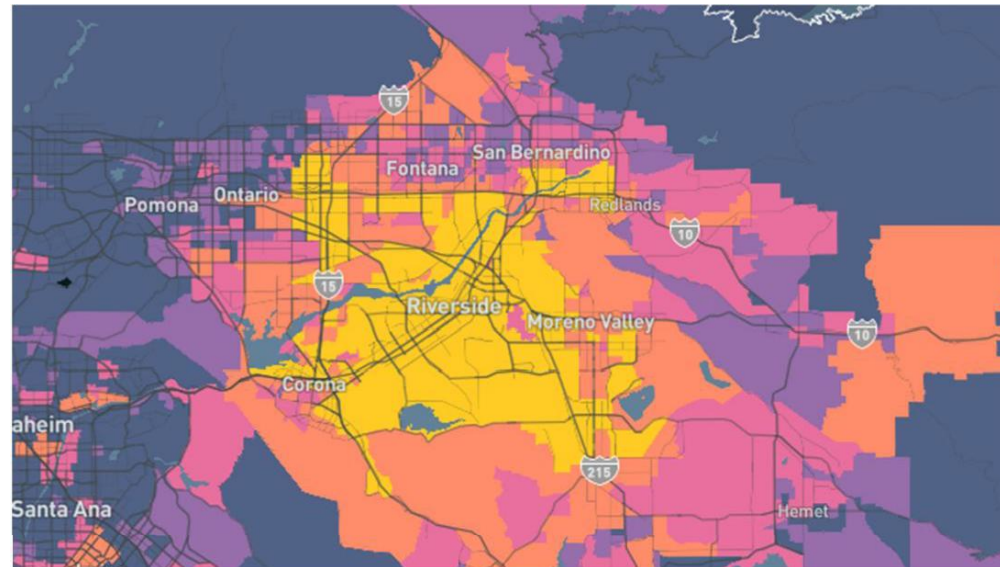 15
San Bernardino
Fontana
Ontario
Pomona
Redlands
10
15
Riverside
Moreno Valley
10
Corona
aheim
215
Santa Ana
Hemet